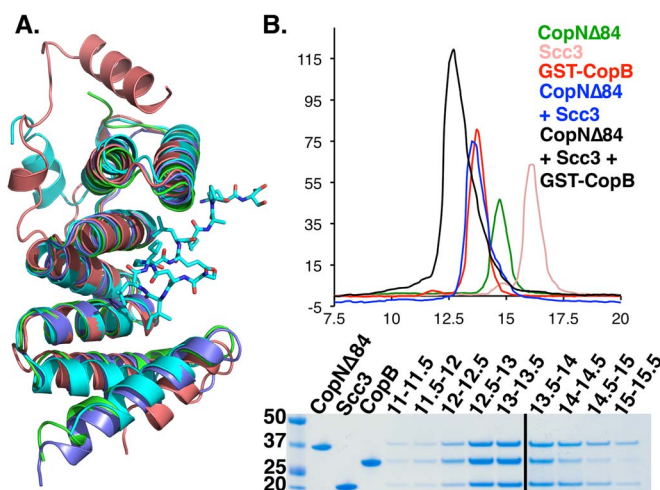 A.
B.
CopNΔ84
Scc3
GST-CopB
CopNΔ84
+ Scc3
CopNΔ84
+ Scc3 +
GST-CopB
115
95
75
55
35
15
-5
7.5 10 12.5 15 17.5 20
CopNΔ84
Scc3
CopB
11-11.5
11.5-12
12-12.5
12.5-13
13-13.5
13.5-14
14-14.5
14.5-15
15-15.5
50
37
25
20